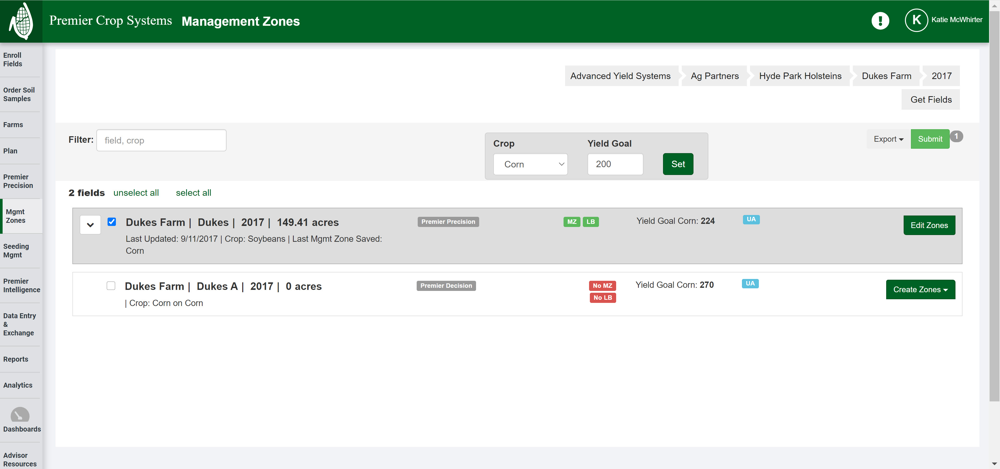 Premier Crop Systems Management Zones
! K Katie McWhirter
Enroll
Fields
Order Soil
Samples
Farms
Plan
Premier
Precision
Mgmt
Zones
Seeding
Mgmt
Premier
Intelligence
Data Entry
&
Exchange
Reports
Analytics
Dashboards
Advisor
Resources
Advanced Yield Systems Ag Partners Hyde Park Holsteins Dukes Farm 2017
Get Fields
Filter: field, crop
Crop Yield Goal
Corn 200 Set
Export Submit 1
2 fields unselect all select all
Dukes Farm | Dukes | 2017 | 149.41 acres Premier Precision MZ LB Yield Goal Corn: 224 UA Edit Zones
Last Updated: 9/11/2017 | Crop: Soybeans | Last Mgmt Zone Saved:
Corn
Dukes Farm | Dukes A | 2017 | 0 acres Premier Decision No MZ Yield Goal Corn: 270 UA Create Zones
No LB
| Crop: Corn on Corn